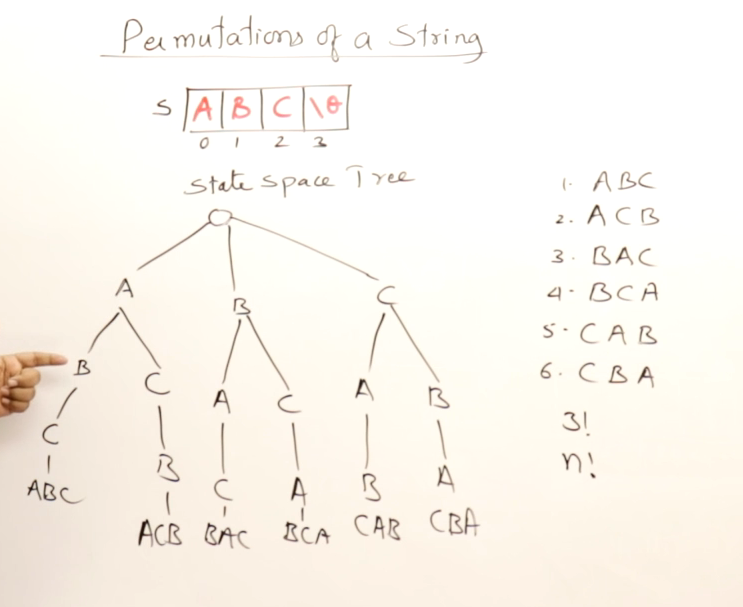 Permutations of a String
S A B C \0
0 1 2 3
State Space Tree
A B C
B C A C A B
C B C A B A
ABC ACB BAC BCA CAB CBA
1. ABC
2. ACB
3. BAC
4. BCA
5. CAB
6. CBA
3!
n!